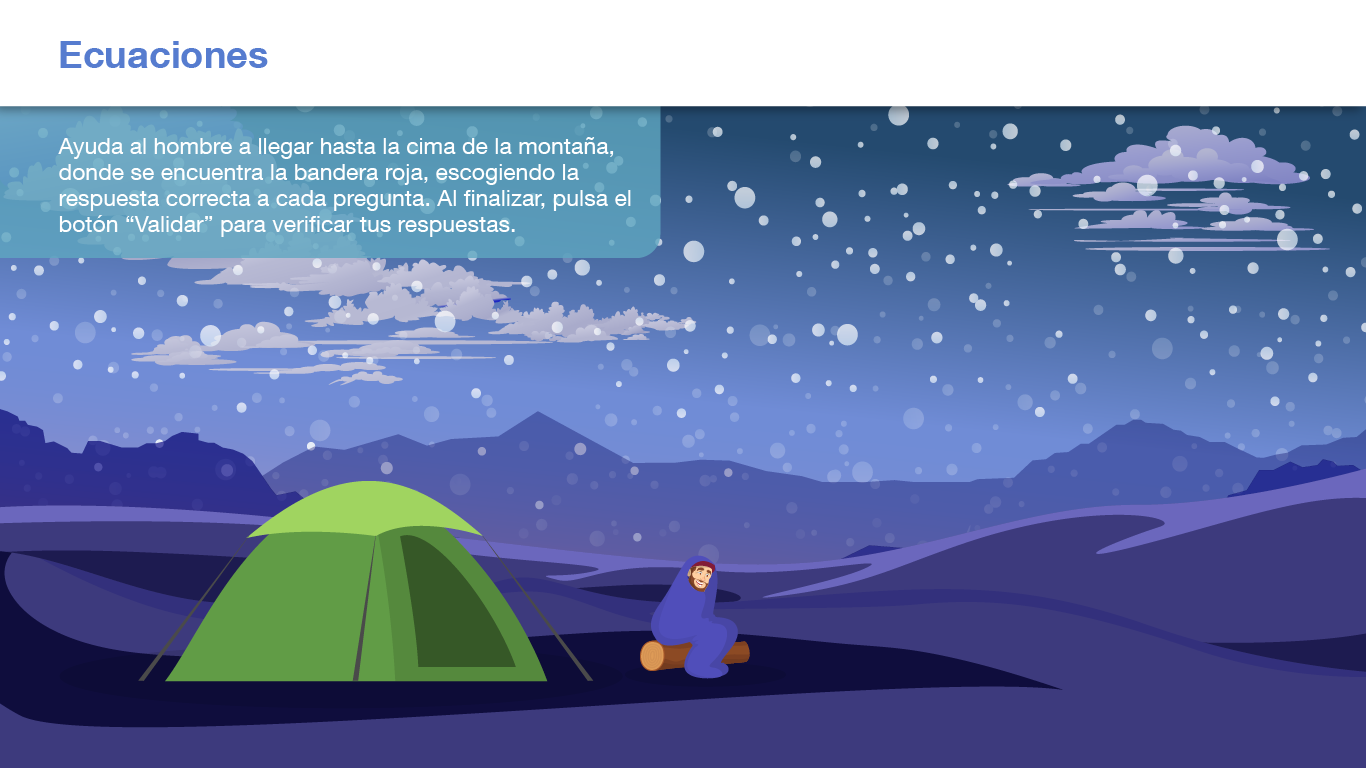 Ecuaciones
Ayuda al hombre a llegar hasta la cima de la montaña,
donde se encuentra la bandera roja, escogiendo la
respuesta correcta a cada pregunta. Al finalizar, pulsa el
botón “Validar” para verificar tus respuestas.